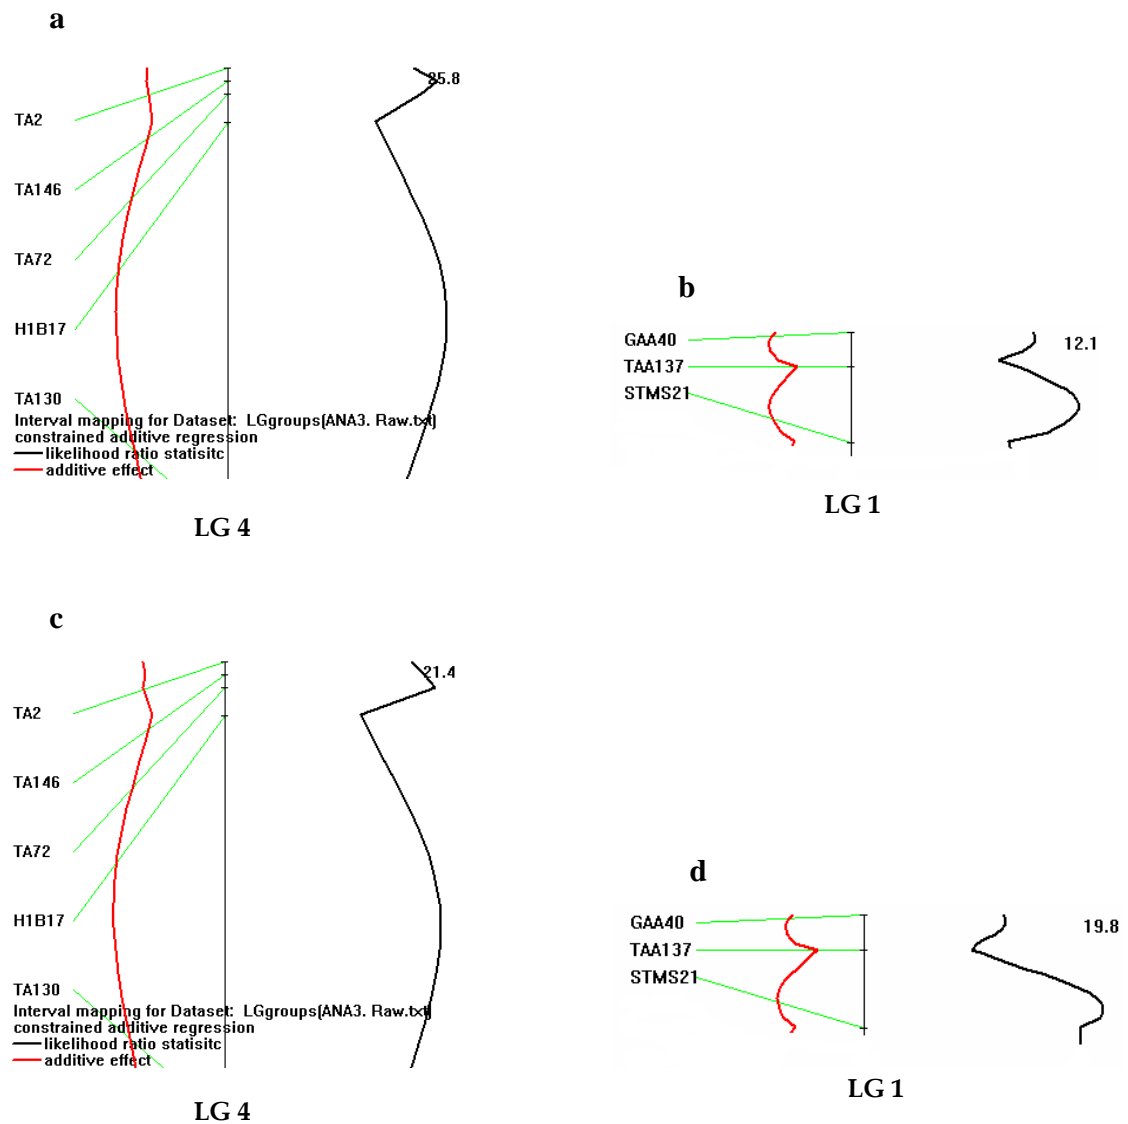 a
25.8
TA2
TA146
TA72
H1B17
TA130
Interval mapping for Dataset: LGgroups(ANA3. Raw.txt)
constrained additive regression
likelihood ratio statisitc
additive effect
LG 4
b
GAA40
12.1
TAA137
STMS21
LG 1
c
21.4
TA2
TA146
TA72
H1B17
TA130
Interval mapping for Dataset: LGgroups(ANA3. Raw.txt)
constrained additive regression
likelihood ratio statisitc
additive effect
LG 4
d
GAA40
19.8
TAA137
STMS21
LG 1